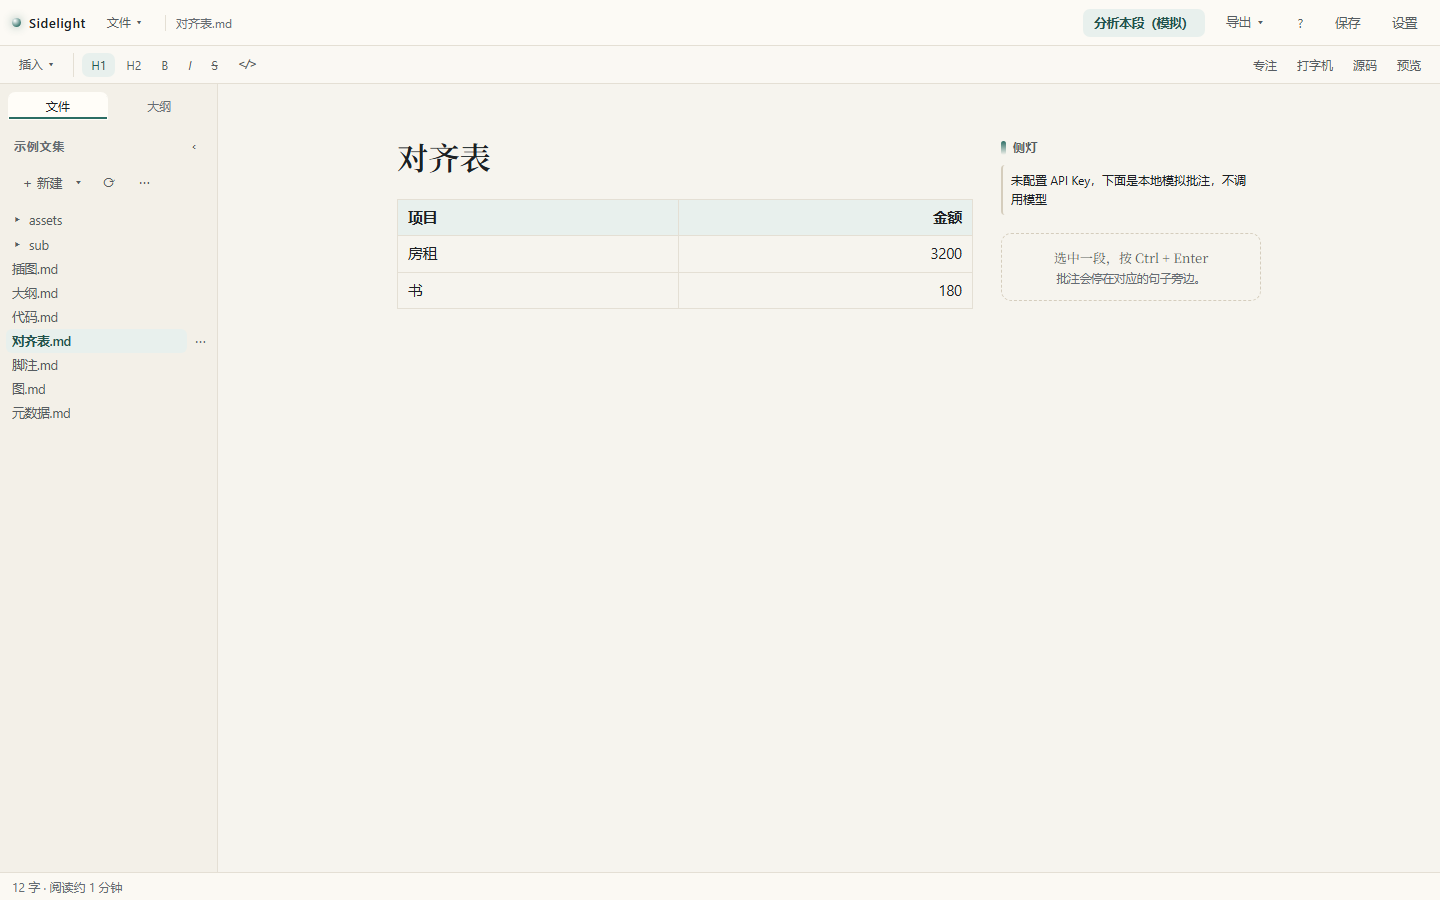 Sidelight 文件 对齐表.md 分析本段（模拟） 导出 ? 保存 设置
插入 H1 H2 B I S </> 专注 打字机 源码 预览
文件 大纲
示例文集
+ 新建 ···
assets
sub
插图.md
大纲.md
代码.md
对齐表.md ···
脚注.md
图.md
元数据.md
对齐表
项目 金额
房租 3200
书 180
侧灯
未配置 API Key，下面是本地模拟批注，不调
用模型
选中一段，按 Ctrl + Enter
批注会停在对应的句子旁边。
12 字 · 阅读约 1 分钟